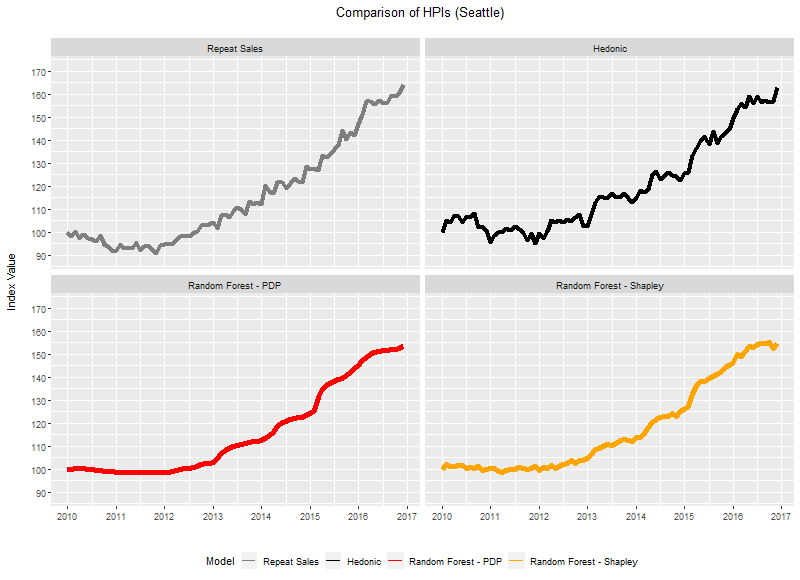 Comparison of HPIs (Seattle)
Repeat Sales
Hedonic
170
160
150
140
130
120
110
100
90
Index Value
Random Forest - PDP
Random Forest - Shapley
170
160
150
140
130
120
110
100
90
2010 2011 2012 2013 2014 2015 2016 2017
2010 2011 2012 2013 2014 2015 2016 2017
Model Repeat Sales Hedonic Random Forest - PDP Random Forest - Shapley